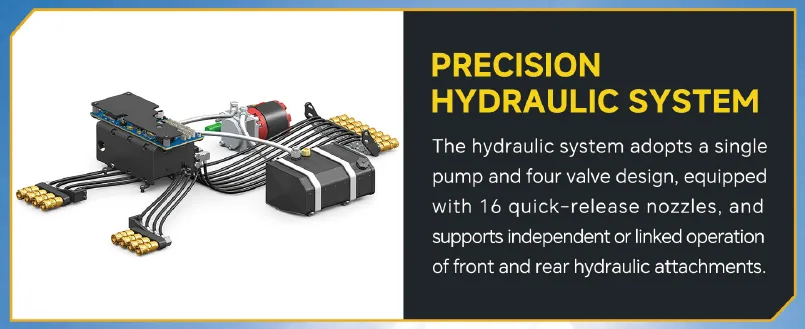 PRECISION
HYDRAULIC SYSTEM
The hydraulic system adopts a single
pump and four valve design, equipped
with 16 quick-release nozzles, and
supports independent or linked operation
of front and rear hydraulic attachments.